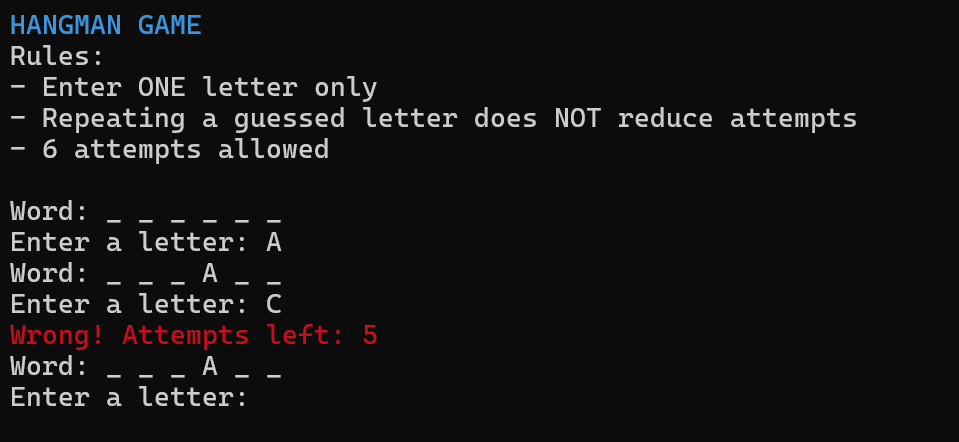 HANGMAN GAME
Rules:
- Enter ONE letter only
- Repeating a guessed letter does NOT reduce attempts
- 6 attempts allowed
Word: _ _ _ _ _ _
Enter a letter: A
Word: _ _ _ A _ _
Enter a letter: C
Wrong! Attempts left: 5
Word: _ _ _ A _ _
Enter a letter: